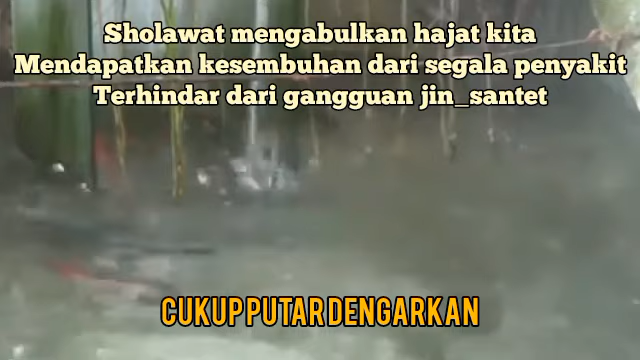 Sholawat mengabulkan hajat kita
Mendapatkan kesembuhan dari segala penyakit
Terhindar dari gangguan jin_santet
CUKUP PUTAR DENGARKAN